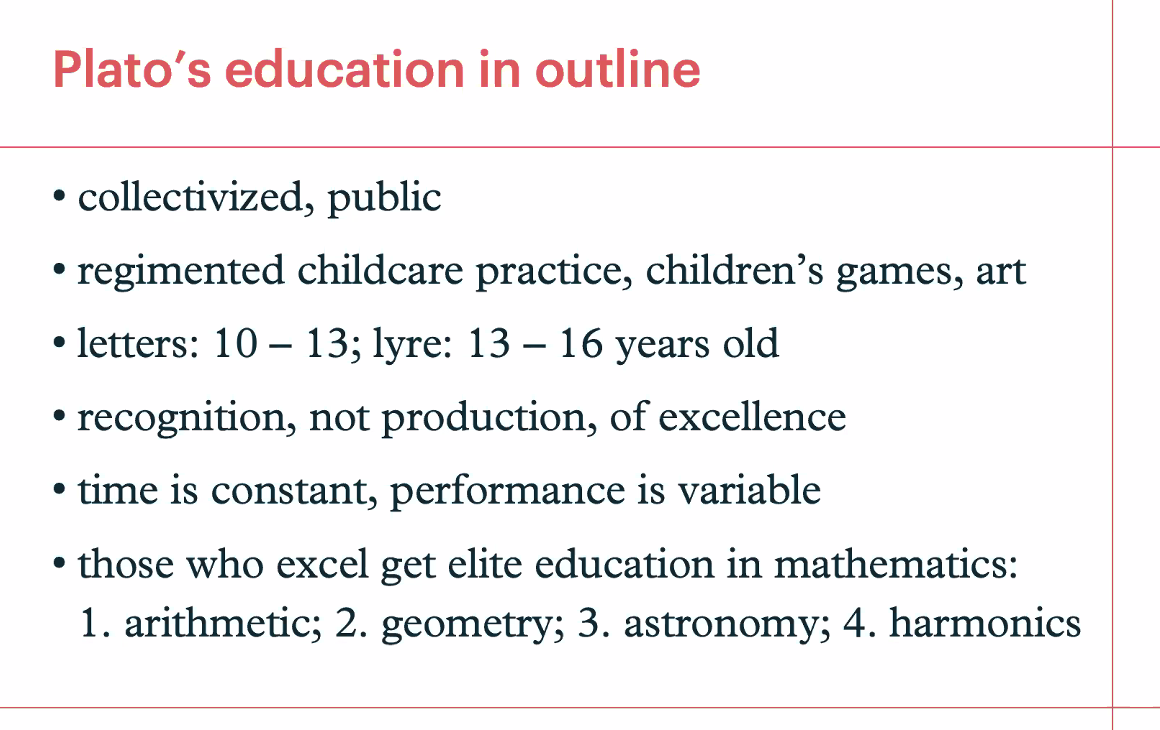 Plato’s education in outline
• collectivized, public
• regimented childcare practice, children’s games, art
• letters: 10 – 13; lyre: 13 – 16 years old
• recognition, not production, of excellence
• time is constant, performance is variable
• those who excel get elite education in mathematics:
1. arithmetic; 2. geometry; 3. astronomy; 4. harmonics